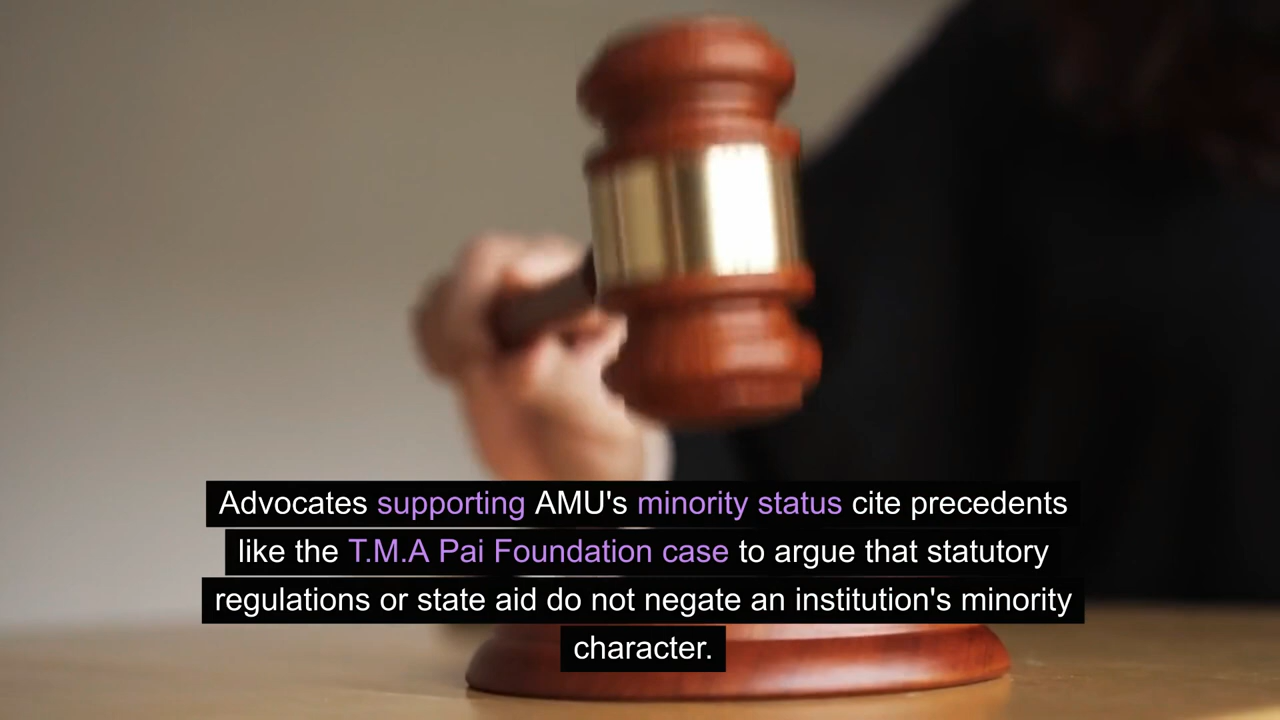 Advocates supporting AMU's minority status cite precedents
like the T.M.A Pai Foundation case to argue that statutory
regulations or state aid do not negate an institution's minority
character.